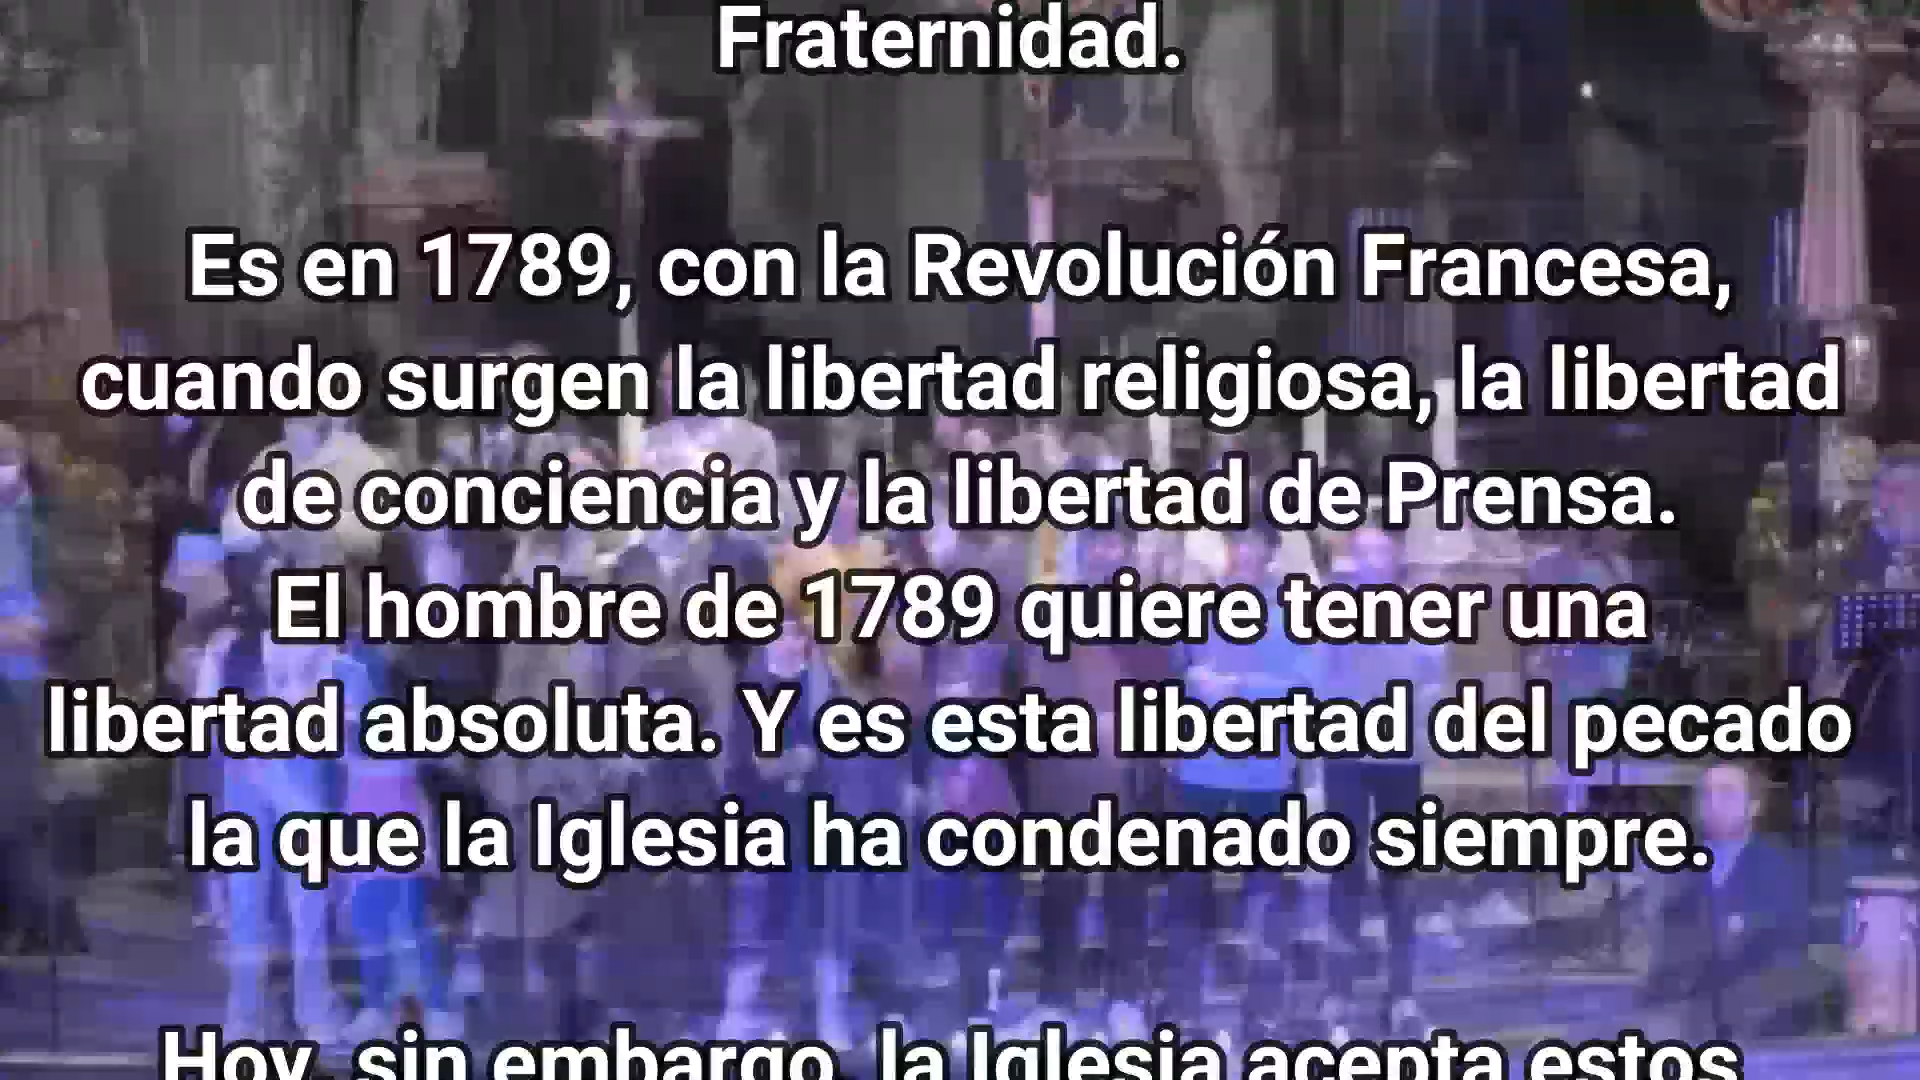 Fraternidad.
Es en 1789, con la Revolución Francesa,
cuando surgen la libertad religiosa, la libertad
de conciencia y la libertad de Prensa.
El hombre de 1789 quiere tener una
libertad absoluta. Y es esta libertad del pecado
la que la Iglesia ha condenado siempre.
Hoy, sin embargo, la Iglesia acepta estos